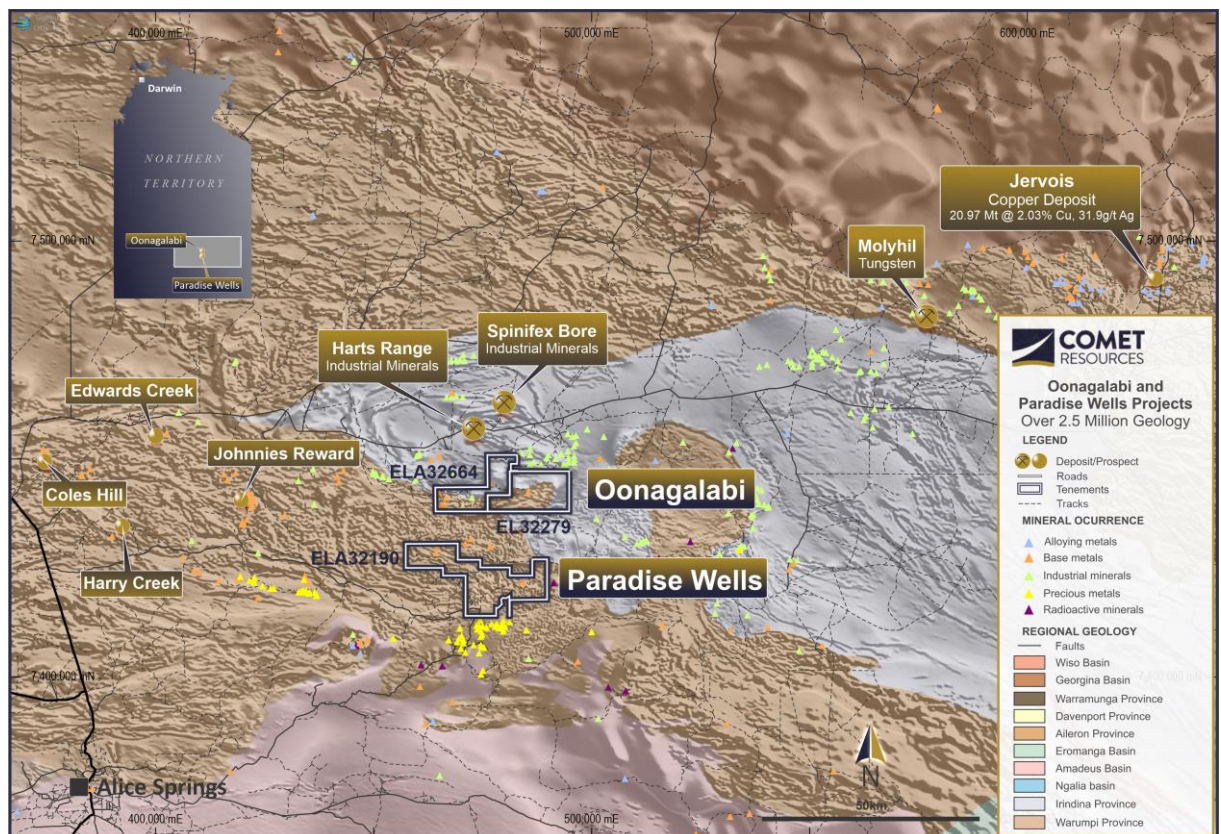 400,000 mE
500,000 mE
600,000 mE
Darwin
NORTHERN
TERRITORY
Oonagalabi
Paradise Wells
7,500,000 mN
7,500,000 mN
Jervois
Copper Deposit
20.97 Mt @ 2.03% Cu, 31.9g/t Ag
Molyhil
Tungsten
Spinifex Bore
Industrial Minerals
Harts Range
Industrial Minerals
Edwards Creek
Johnnies Reward
Coles Hill
Harry Creek
ELA32664
Oonagalabi
EL32279
ELA32190
Paradise Wells
7,400,000 mN
7,400,000 mN
Alice Springs
N
50km
400,000 mE
500,000 mE
COMET
RESOURCES
Oonagalabi and
Paradise Wells Projects
Over 2.5 Million Geology
LEGEND
Deposit/Prospect
Roads
Tenements
Tracks
MINERAL OCURRENCE
Alloying metals
Base metals
Industrial minerals
Precious metals
Radioactive minerals
REGIONAL GEOLOGY
Faults
Wiso Basin
Georgina Basin
Warramunga Province
Davenport Province
Aileron Province
Eromanga Basin
Amadeus Basin
Ngalia basin
Irindina Province
Warumpi Province